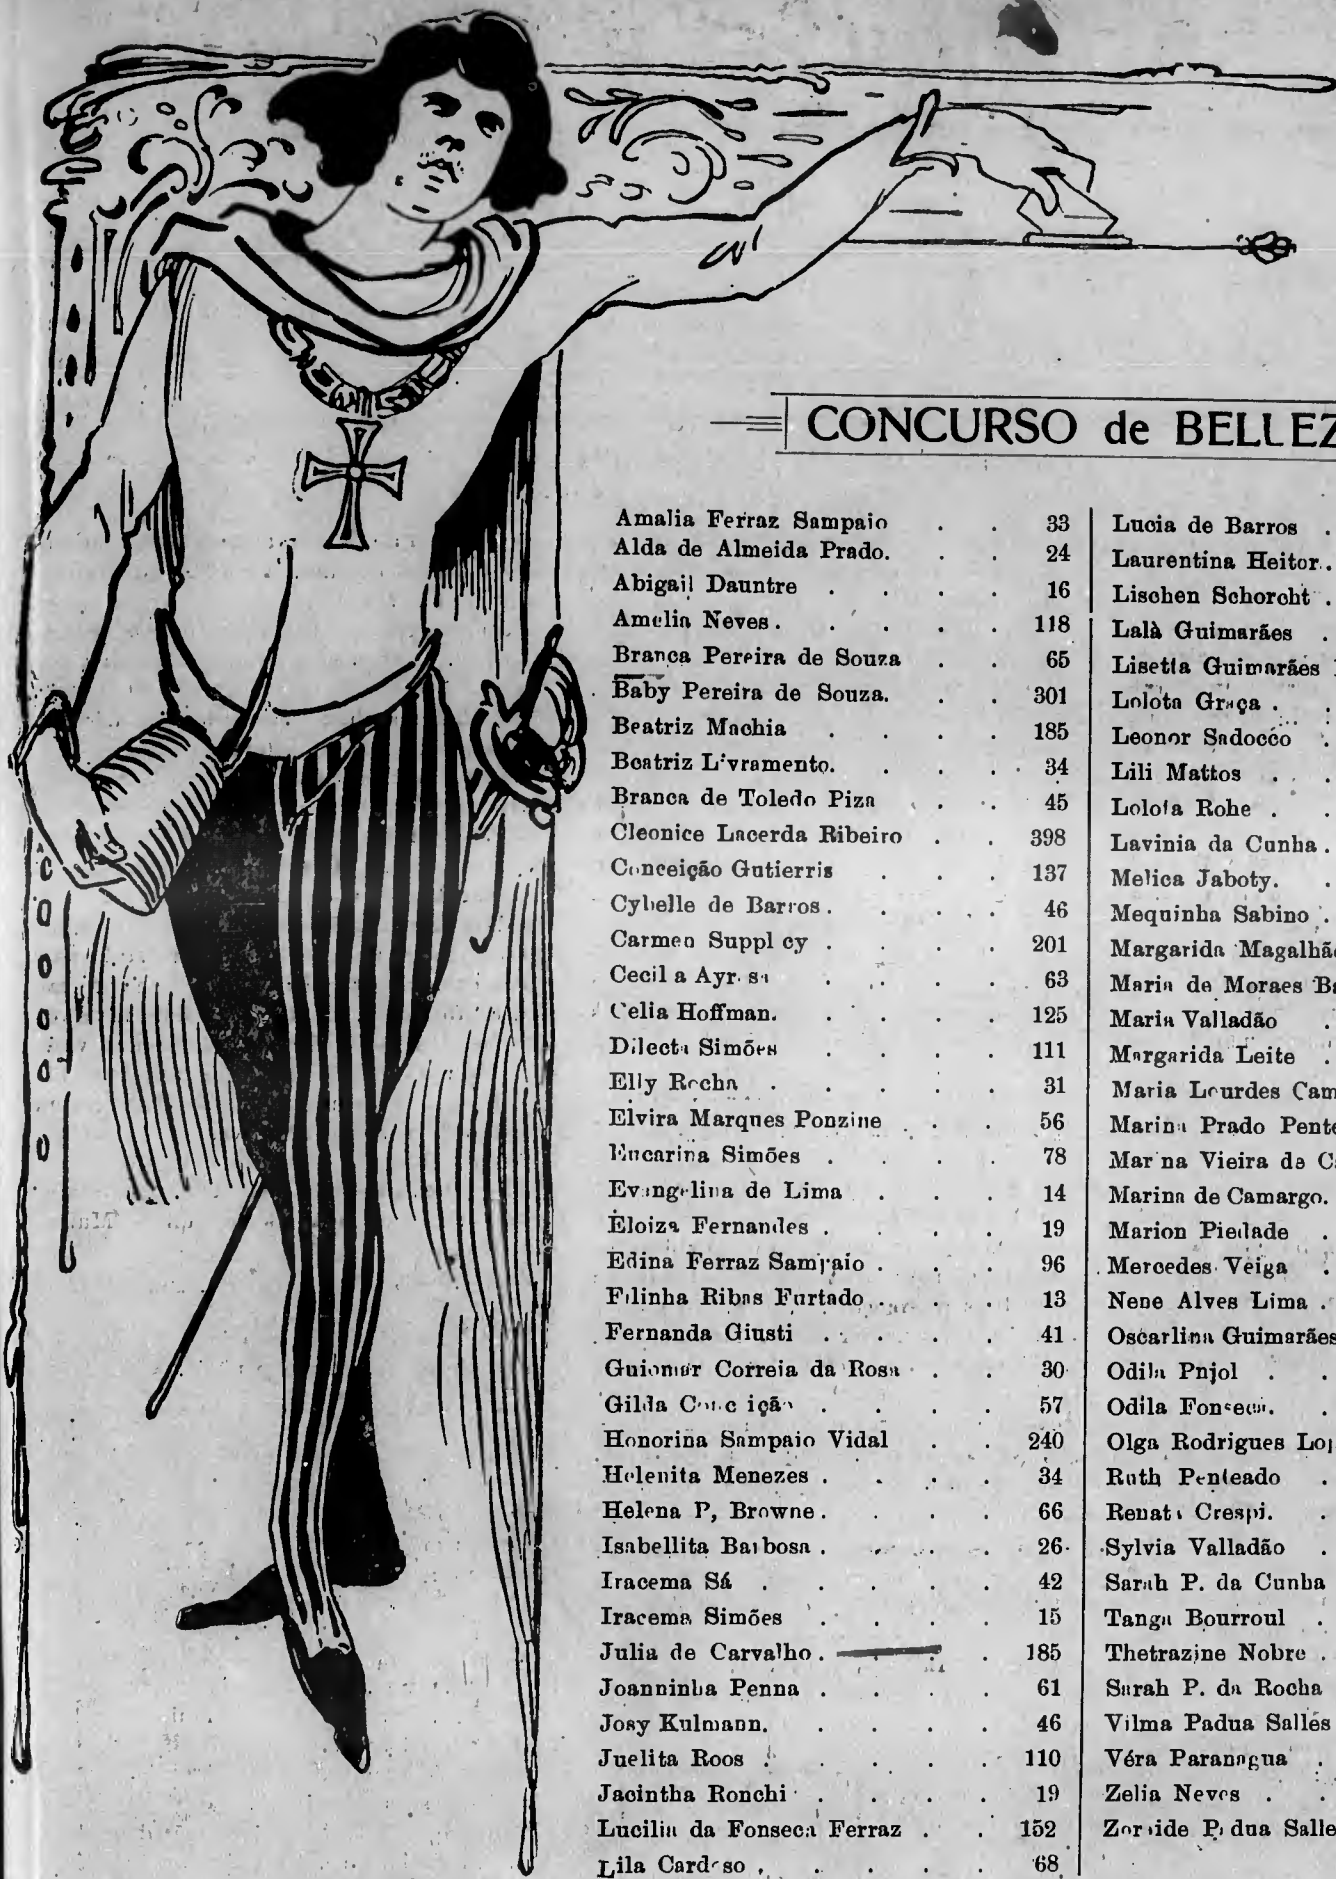 CONCURSO de BELLEZ
Amalia Ferraz Sampaio . . 33
Alda de Almeida Prado. . . 24
Abigail Dauntre . . . . 16
Amelia Neves. . . . . 118
Branca Pereira de Souza . . 65
Baby Pereira de Souza. . . 301
Beatriz Machia . . . . 185
Beatriz Livramento. . . . 34
Branca de Toledo Piza . . 45
Cleonice Lacerda Ribeiro . . 398
Conceição Gutierris . . . 137
Cybelle de Barros. . . . 46
Carmen Suppl cy . . . . 201
Cecil a . . . . 63
Celia Hoffman. . . . . 125
Dilecta Simões . . . . 111
Elly Rocha . . . . . 31
Elvira Marques Ponzine . . . 56
Encarina Simões . . . . 78
Evangelina de Lima . . . 14
Eloiza Fernandes . . . . 19
Edina Ferraz Sampaio . . . 96
Filinha Ribas Furtado . . . 13
Fernanda Giusti . . . . 41
Guiomar Correia da Rosa . . 30
Gilda Conc ição . . . . 57
Honorina Sampaio Vidal . . 240
Helenita Menezes . . . . 34
Helena P, Browne. . . . 66
Isabellita Barbosa . . . . 26
Iracema Sá . . . . . 42
Iracema Simões . . . . 15
Julia de Carvalho. . . . 185
Joanninha Penna . . . . 61
Josy Kulmann. . . . . 46
Juelita Roos . . . . . 110
Jacintha Ronchi . . . . 19
Lucilia da Fonseca Ferraz . . 152
Lila Cardoso . . . . . 68
Lucia de Barros .
Laurentina Heitor. .
Lischen Schorcht .
Lalà Guimarães .
Lisetta Guimarães
Lolota Graça . .
Leonor Sadocco .
Lili Mattos . .
Lolota Rohe . .
Lavinia da Cunha .
Melica Jaboty. .
Mequinha Sabino .
Margarida Magalhã
Maria de Moraes Ba
Maria Valladão .
Margarida Leite .
Maria Lourdes Cam
Marina Prado Pente
Mar na Vieira de C
Marina de Camargo.
Marion Piedade .
Mercedes Veiga .
Nene Alves Lima .
Oscarlina Guimarães
Odila Pujol . .
Odila Fonseca. .
Olga Rodrigues Lo
Ruth Penteado .
Renata Crespi. .
Sylvia Valladão .
Sarah P. da Cunha
Tanga Bourroul .
Thetrazine Nobre .
Sarah P. da Rocha
Vilma Padua Salles
Véra Paranagua .
Zelia Neves . .
Zoraide Padua Salle